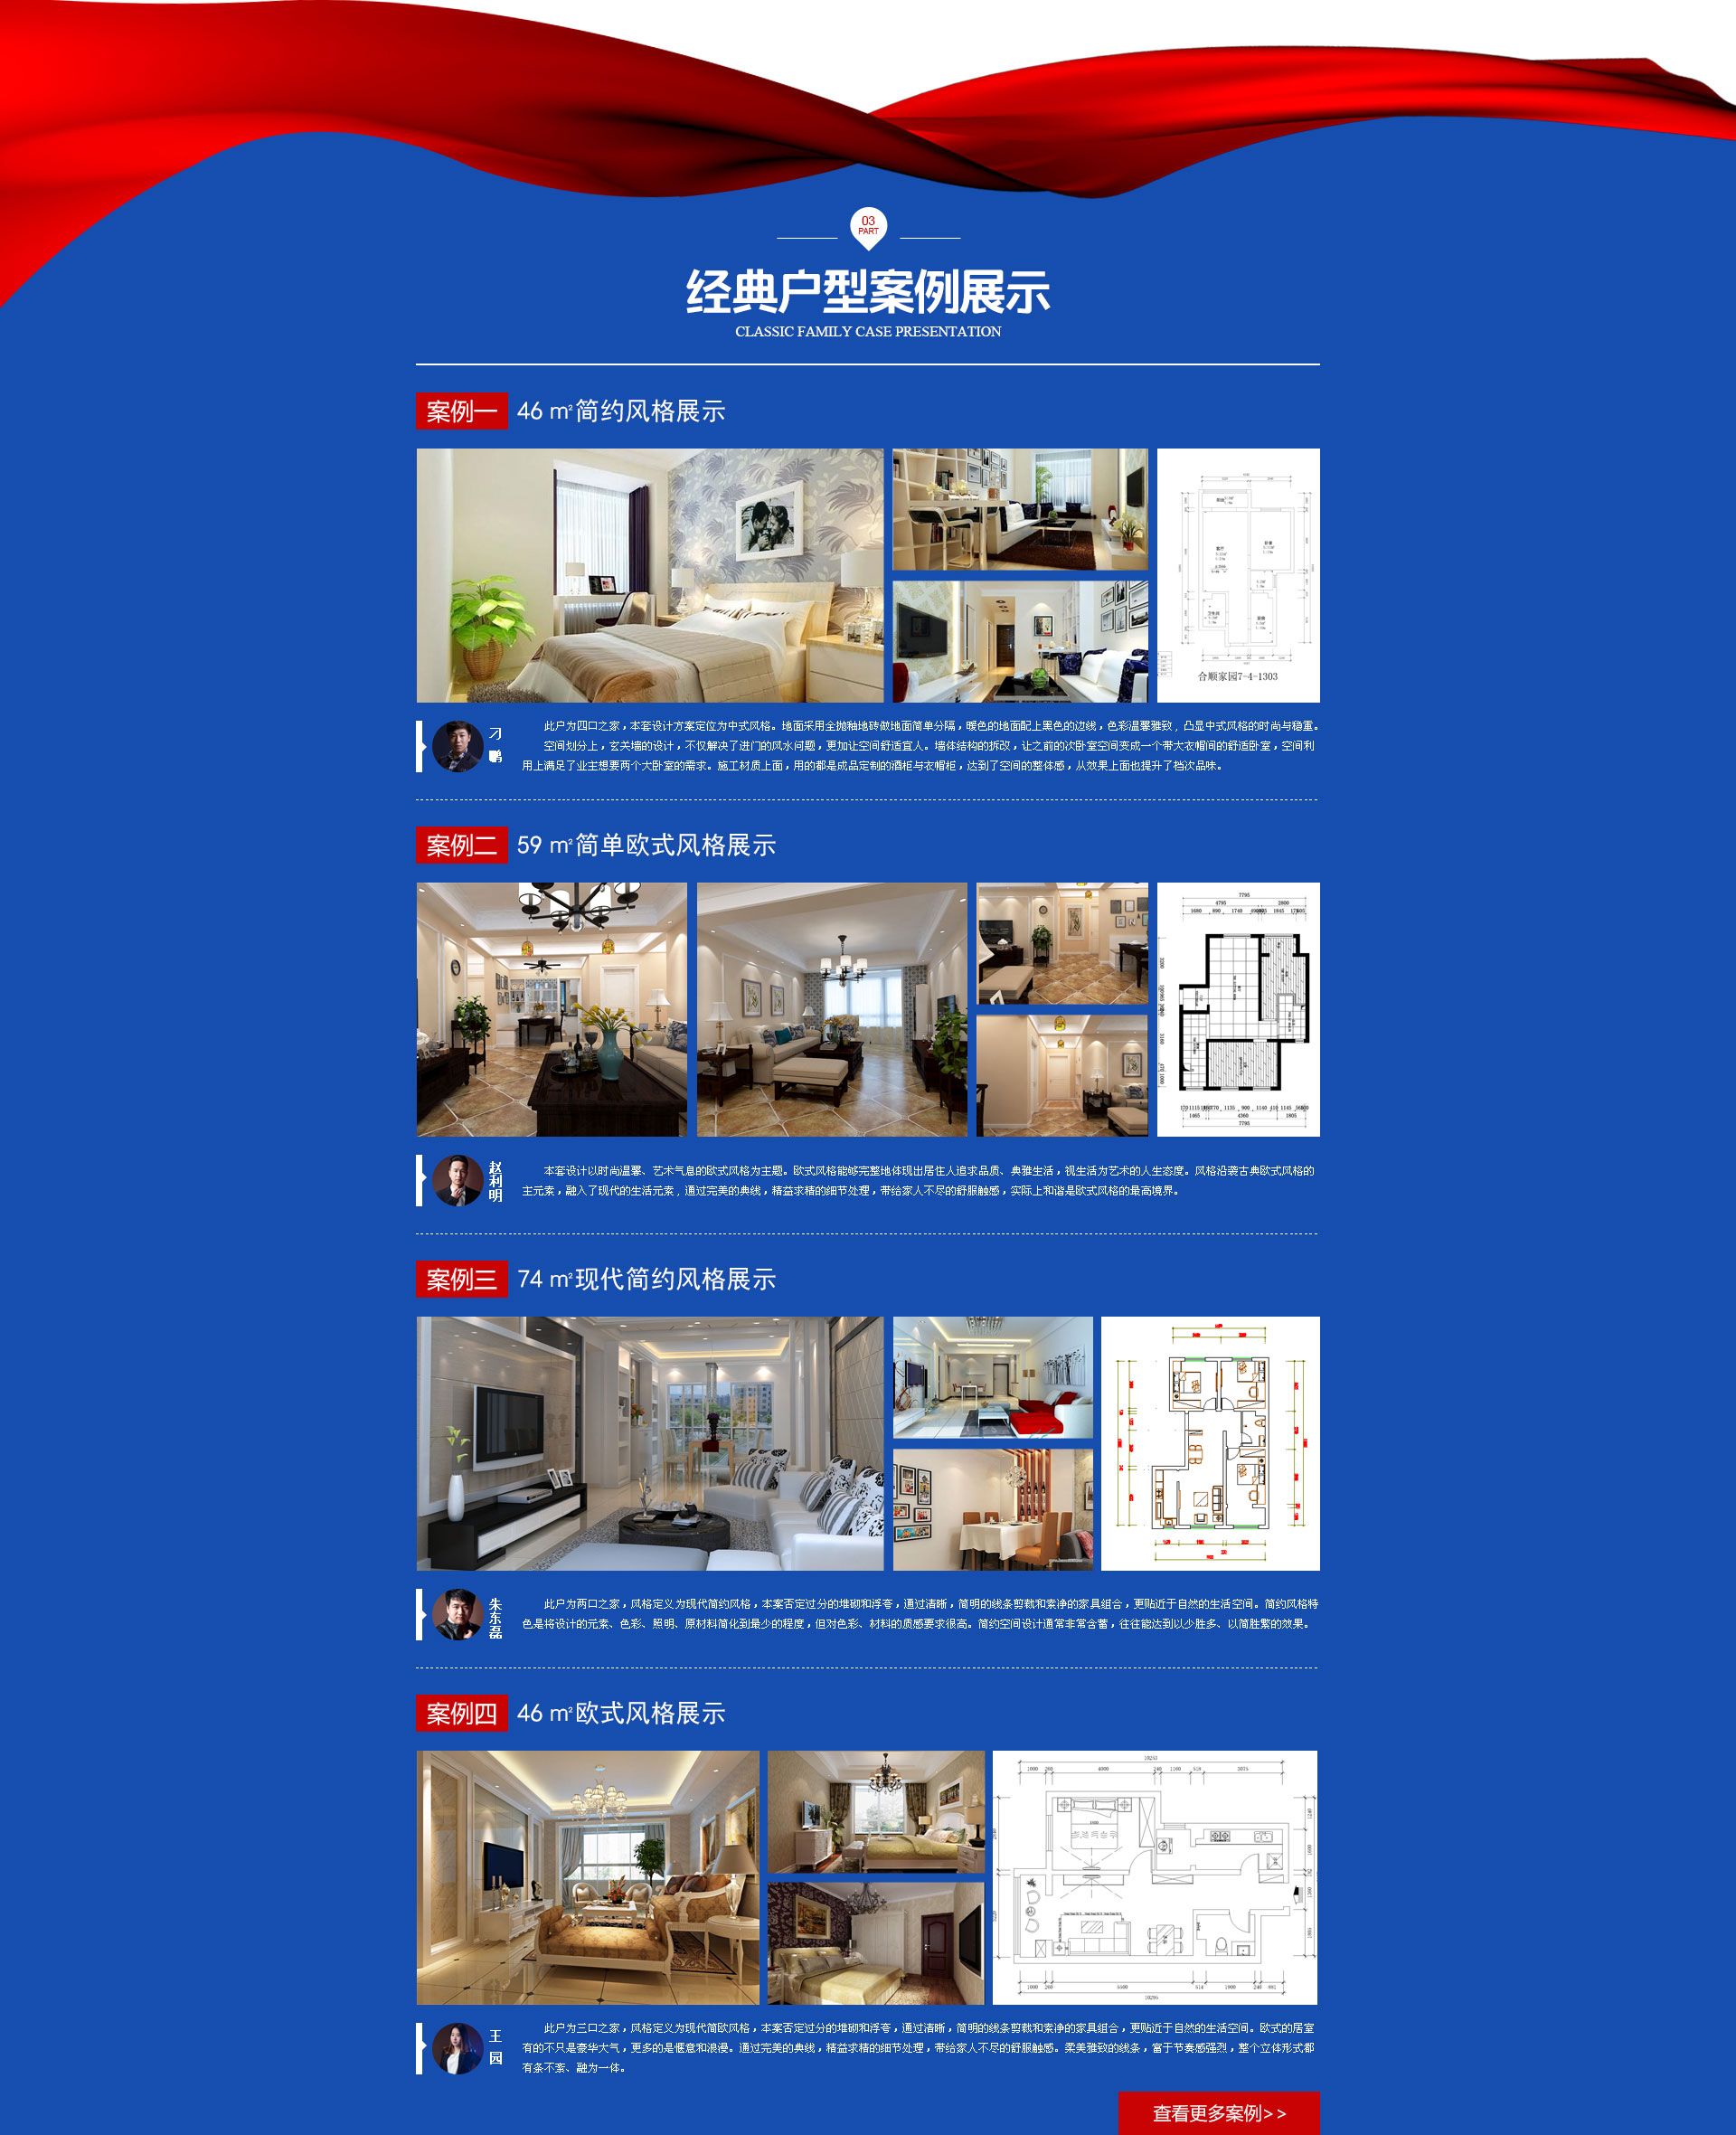 03
PART
经典户型案例展示
CLASSIC FAMILY CASE PRESENTATION
案例一 46 ㎡简约风格展示
合顺家园7-4-1303
刁鹏
此户为四口之家，本套设计方案定位为中式风格。地面采用全抛釉地砖做地面简单分隔，暖色的地面配上黑色的边线，色彩温馨雅致，凸显中式风格的时尚与稳重。
空间划分上，玄关墙的设计，不仅解决了进门的风水问题，更加让空间舒适宜人。墙体结构的拆改，让之前的次卧室空间变成一个带大衣帽间的舒适卧室，空间利
用上满足了业主想要两个大卧室的需求。施工材质上面，用的都是成品定制的酒柜与衣帽柜，达到了空间的整体感，从效果上面也提升了档次品味。
案例二 59 ㎡简单欧式风格展示
7795
4795 2860
赵利明
本套设计以时尚温馨、艺术气息的欧式风格为主题。欧式风格能够完整地体现出居住人追求品质、典雅生活，视生活为艺术的人生态度。风格沿袭古典欧式风格的
主元素，融入了现代的生活元素，通过完美的典线，精益求精的细节处理，带给家人不尽的舒服触感，实际上和谐是欧式风格的最高境界。
案例三 74 ㎡现代简约风格展示
朱东磊
此户为两口之家，风格定义为现代简约风格，本案否定过分的堆砌和浮夸，通过清晰，简明的线条剪裁和素净的家具组合，更贴近于自然的生活空间。简约风格特
色是将设计的元素、色彩、照明、原材料简化到最少的程度，但对色彩、材料的质感要求很高。简约空间设计通常非常含蓄，往往能达到以少胜多、以简胜繁的效果。
案例四 46 ㎡欧式风格展示
王园
此户为三口之家，风格定义为现代简欧风格，本案否定过分的堆砌和浮夸，通过清晰，简明的线条剪裁和素净的家具组合，更贴近于自然的生活空间。欧式的居室
有的不只是豪华大气，更多的是惬意和浪漫。通过完美的典线，精益求精的细节处理，带给家人不尽的舒服触感。柔美雅致的线条，富于节奏感强烈，整个立体形式都
有条不紊、融为一体。
查看更多案例>>